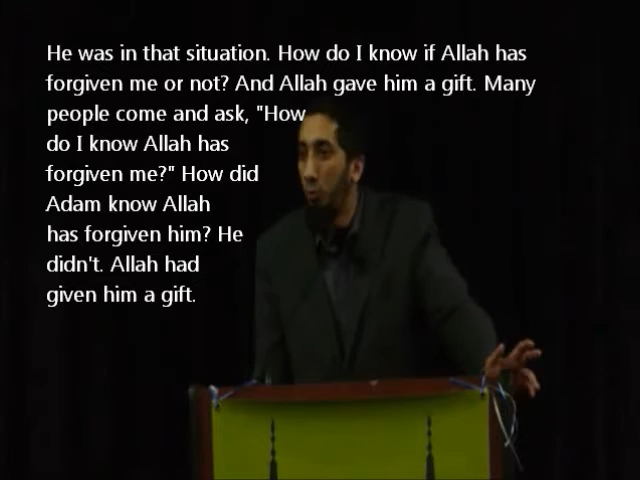 He was in that situation. How do I know if Allah has
forgiven me or not? And Allah gave him a gift. Many
people come and ask, "How
do I know Allah has
forgiven me?" How did
Adam know Allah
has forgiven him? He
didn't. Allah had
given him a gift.